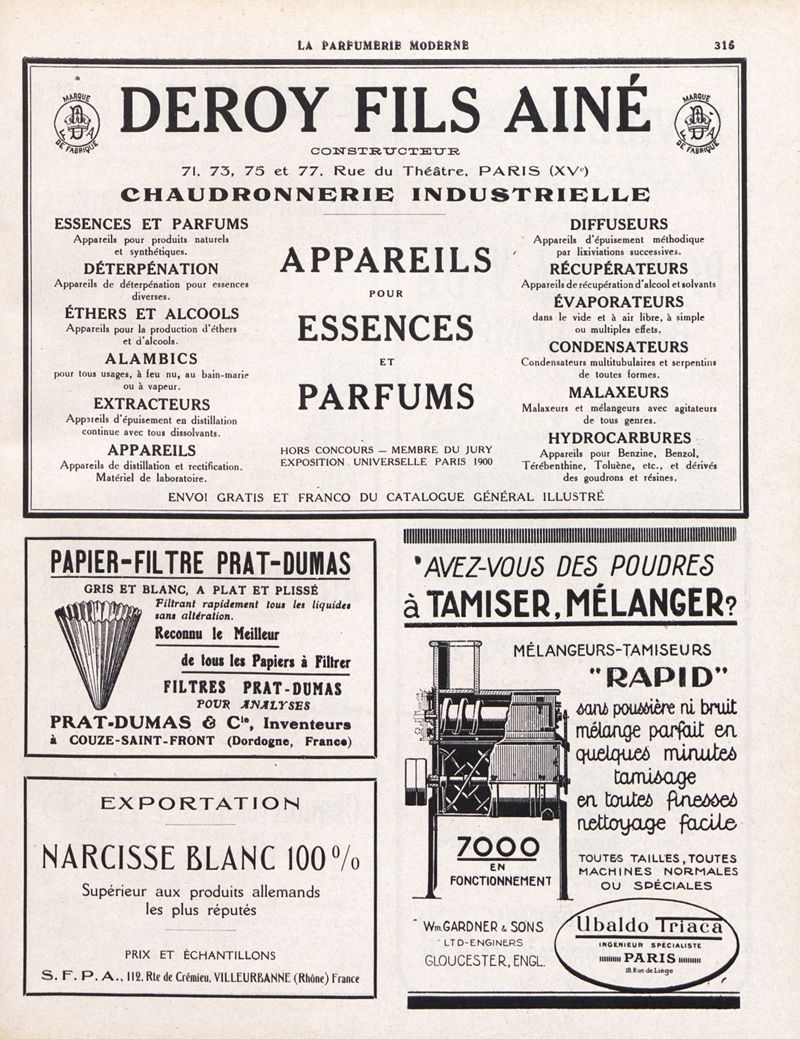 LA PARFUMERIE MODERNE
315
DEROY FILS AINÉ
MARQUE
DE FABRIQUE
MARQUE
DE FABRIQUE
CONSTRUCTEUR
71, 73, 75 et 77, Rue du Théâtre, PARIS (XVe)
CHAUDRONNERIE INDUSTRIELLE
ESSENCES ET PARFUMS
Appareils pour produits naturels
et synthétiques.
DÉTERPÉNATION
Appareils de déterpénation pour essences
diverses.
ÉTHERS ET ALCOOLS
Appareils pour la production d'éthers
et d'alcools.
ALAMBICS
pour tous usages, à feu nu, au bain-marie
ou à vapeur.
EXTRACTEURS
Appareils d'épuisement en distillation
continue avec tous dissolvants.
APPAREILS
Appareils de distillation et rectification.
Matériel de laboratoire.
APPAREILS
POUR
ESSENCES
ET
PARFUMS
HORS CONCOURS — MEMBRE DU JURY
EXPOSITION UNIVERSELLE PARIS 1900
DIFFUSEURS
Appareils d'épuisement méthodique
par lixiviations successives.
RÉCUPÉRATEURS
Appareils de récupération d'alcool et solvants
ÉVAPORATEURS
dans le vide et à air libre, à simple
ou multiples effets.
CONDENSATEURS
Condensateurs multitubulaires et serpentins
de toutes formes.
MALAXEURS
Malaxeurs et mélangeurs avec agitateurs
de tous genres.
HYDROCARBURES
Appareils pour Benzine, Benzol,
Térébenthine, Toluène, etc., et dérivés
des goudrons et résines.
ENVOI GRATIS ET FRANCO DU CATALOGUE GÉNÉRAL ILLUSTRÉ
PAPIER-FILTRE PRAT-DUMAS
GRIS ET BLANC, A PLAT ET PLISSÉ
Filtrant rapidement tous les liquides
sans altération.
Reconnu le Meilleur
de tous les Papiers à Filtrer
FILTRES PRAT-DUMAS
POUR ANALYSES
PRAT-DUMAS & Cie, Inventeurs
à COUZE-SAINT-FRONT (Dordogne, France)
EXPORTATION
NARCISSE BLANC 100 %
Supérieur aux produits allemands
les plus réputés
PRIX ET ÉCHANTILLONS
S. F. P. A., 112, Rte de Crémieu, VILLEURBANNE (Rhône) France
AVEZ-VOUS DES POUDRES
à TAMISER, MÉLANGER?
MÉLANGEURS-TAMISEURS
"RAPID"
sans poussière ni bruit
mélange parfait en
quelques minutes
tamisage
en toutes finesses
nettoyage facile
7000
EN
FONCTIONNEMENT
TOUTES TAILLES, TOUTES
MACHINES NORMALES
OU SPÉCIALES
Wm. GARDNER & SONS
LTD-ENGINERS
GLOUCESTER, ENGL.
Ubaldo Triaca
INGENIEUR SPÉCIALISTE
PARIS
18, Rue de Liège